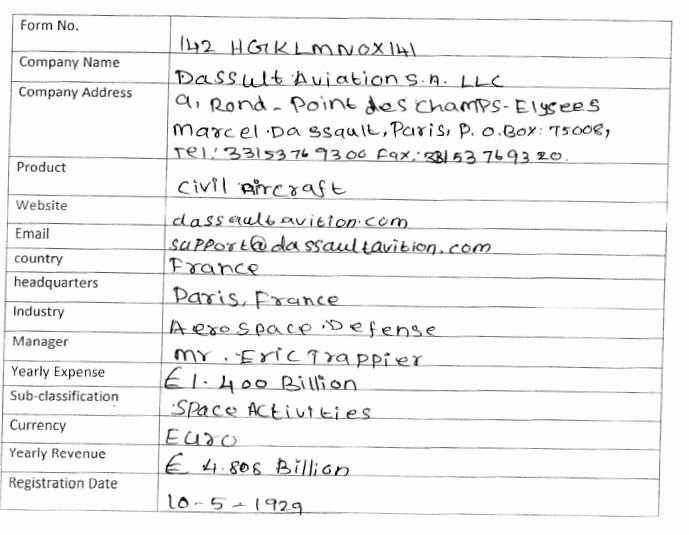 Form No. 142 HGIKLMNOX141
Company Name Dassult Aviation S.A. LLC
Company Address 9, Rond-Point des Champs-Elysees
Marcel Dassault, Paris, P.O.Box: 75008,
Tel: 33153769300 Fax: 33153769320.
Product Civil Aircraft
Website dassaultavition.com
Email support@dassaultavition.com
country France
headquarters Paris, France
Industry Aerospace.Defense
Manager Mr. Eric Trappier
Yearly Expense €1.400 Billion
Sub-classification Space Activities
Currency Euro
Yearly Revenue € 4.808 Billion
Registration Date 10-5-1929